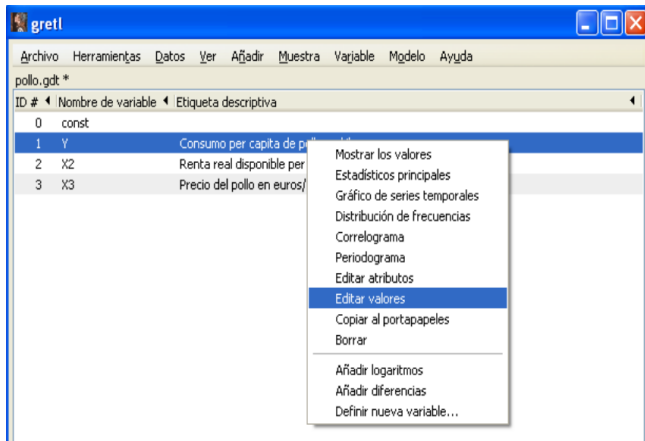 gretl
Archivo Herramientas Datos Ver Añadir Muestra Variable Modelo Ayuda
pollo.gdt *
ID # Nombre de variable Etiqueta descriptiva
0 const
1 Y Consumo per capita de
2 X2 Renta real disponible per
3 X3 Precio del pollo en euros/
Mostrar los valores
Estadísticos principales
Gráfico de series temporales
Distribución de frecuencias
Correlograma
Periodograma
Editar atributos
Editar valores
Copiar al portapapeles
Borrar
Añadir logaritmos
Añadir diferencias
Definir nueva variable...